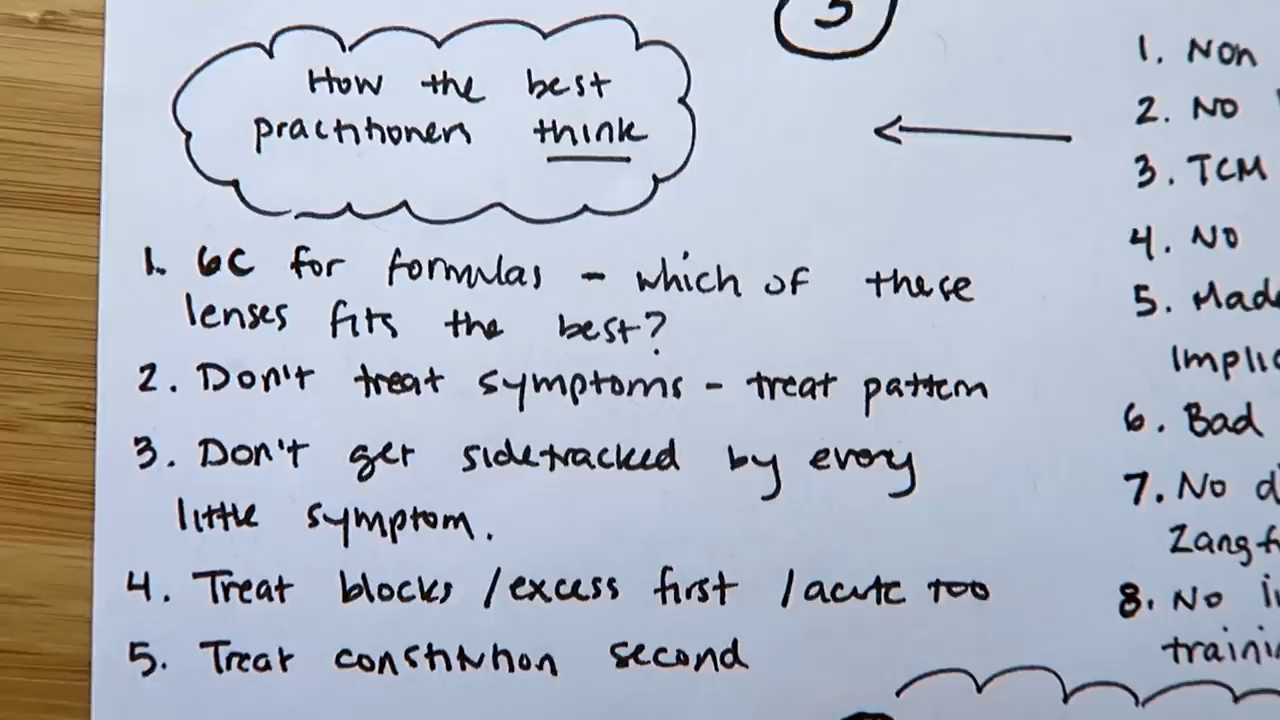 3
How the best
practitioners think
1. 6C for formulas - which of these
lenses fits the best?
2. Don't treat symptoms - treat pattern
3. Don't get sidetracked by every
little symptom.
4. Treat blocks /excess first /acute too
5. Treat constitution second
1. Non
2. No
3. TCM
4. No
5. Made
6. Bad
7. No
8. No